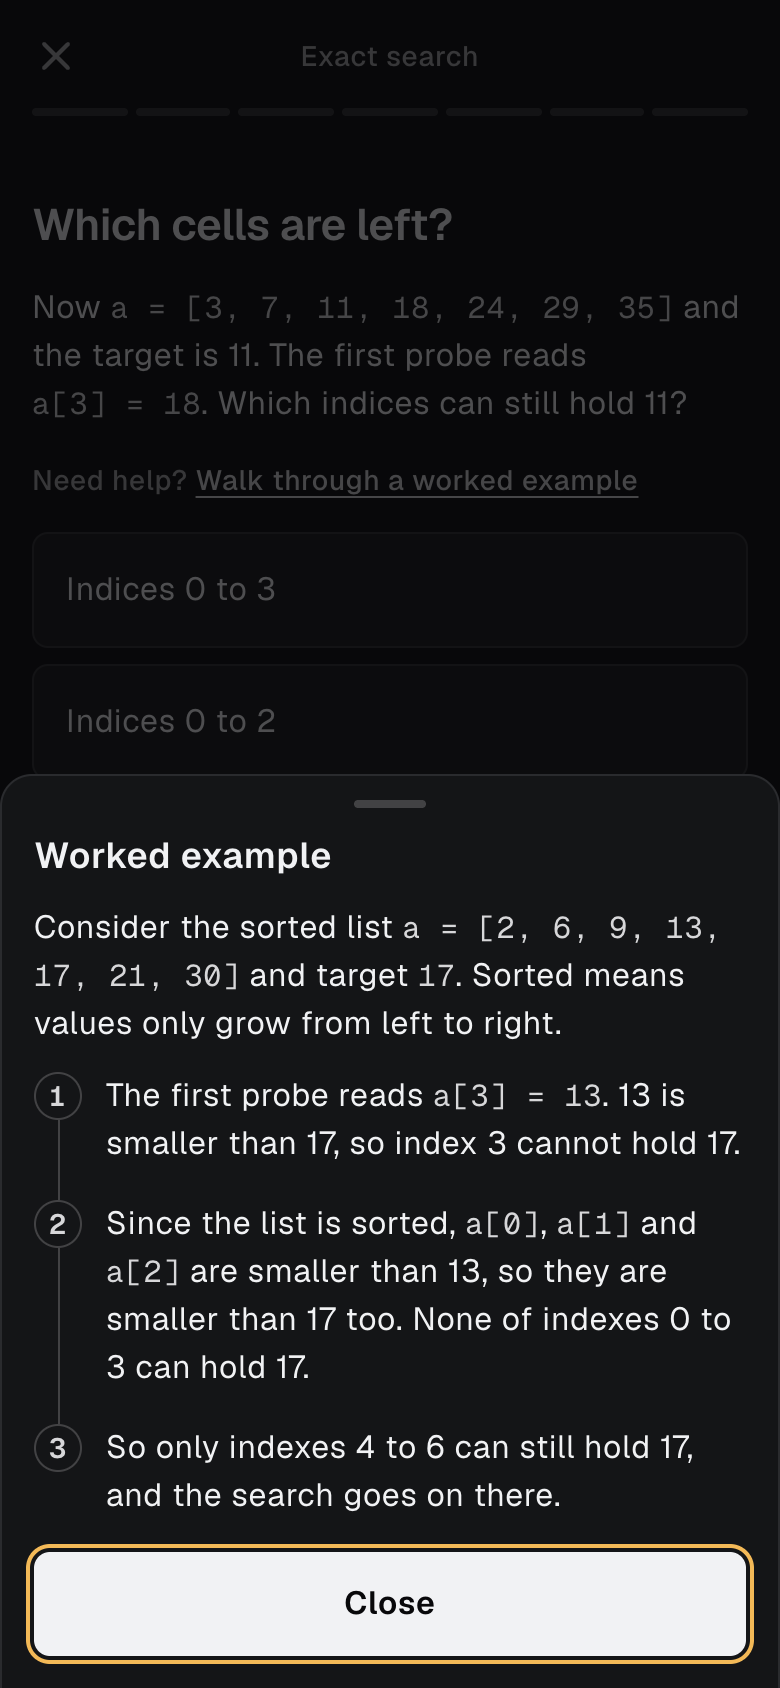 Exact search
Which cells are left?
Now a = [3, 7, 11, 18, 24, 29, 35] and
the target is 11. The first probe reads
a[3] = 18. Which indices can still hold 11?
Need help? Walk through a worked example
Indices 0 to 3
Indices 0 to 2
Worked example
Consider the sorted list a = [2, 6, 9, 13,
17, 21, 30] and target 17. Sorted means
values only grow from left to right.
1 The first probe reads a[3] = 13. 13 is
smaller than 17, so index 3 cannot hold 17.
2 Since the list is sorted, a[0], a[1] and
a[2] are smaller than 13, so they are
smaller than 17 too. None of indexes 0 to
3 can hold 17.
3 So only indexes 4 to 6 can still hold 17,
and the search goes on there.
Close